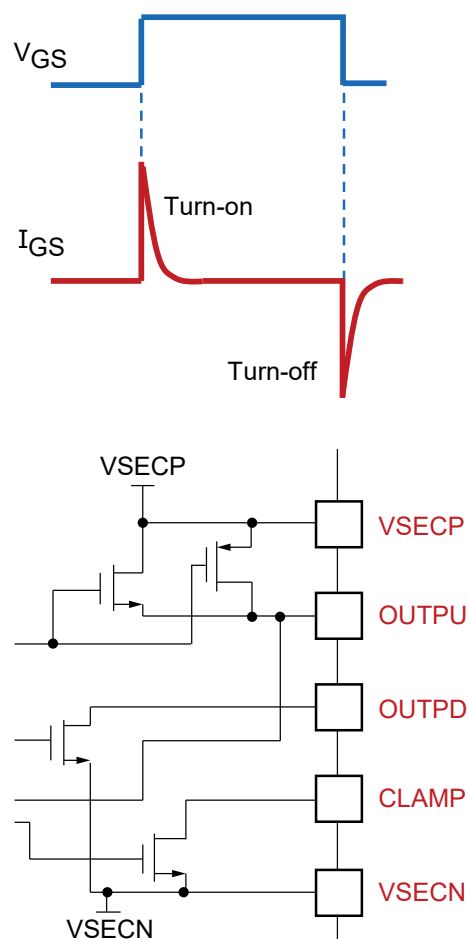 VGS
Turn-on
IGS
Turn-off
VSECP
VSECP
OUTPU
OUTPD
CLAMP
VSECN
VSECN